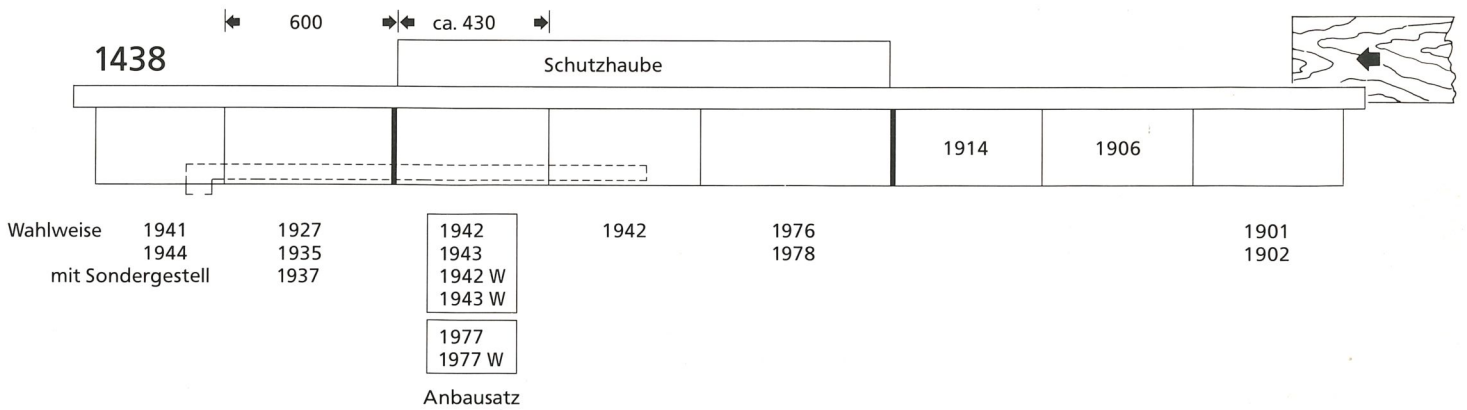 600 ca. 430
1438
Schutzhaube
1914 1906
Wahlweise 1941 1927 1942 1942 1976 1901
1944 1935 1943 1978 1902
mit Sondergestell 1937 1942 W
1943 W
1977
1977 W
Anbausatz